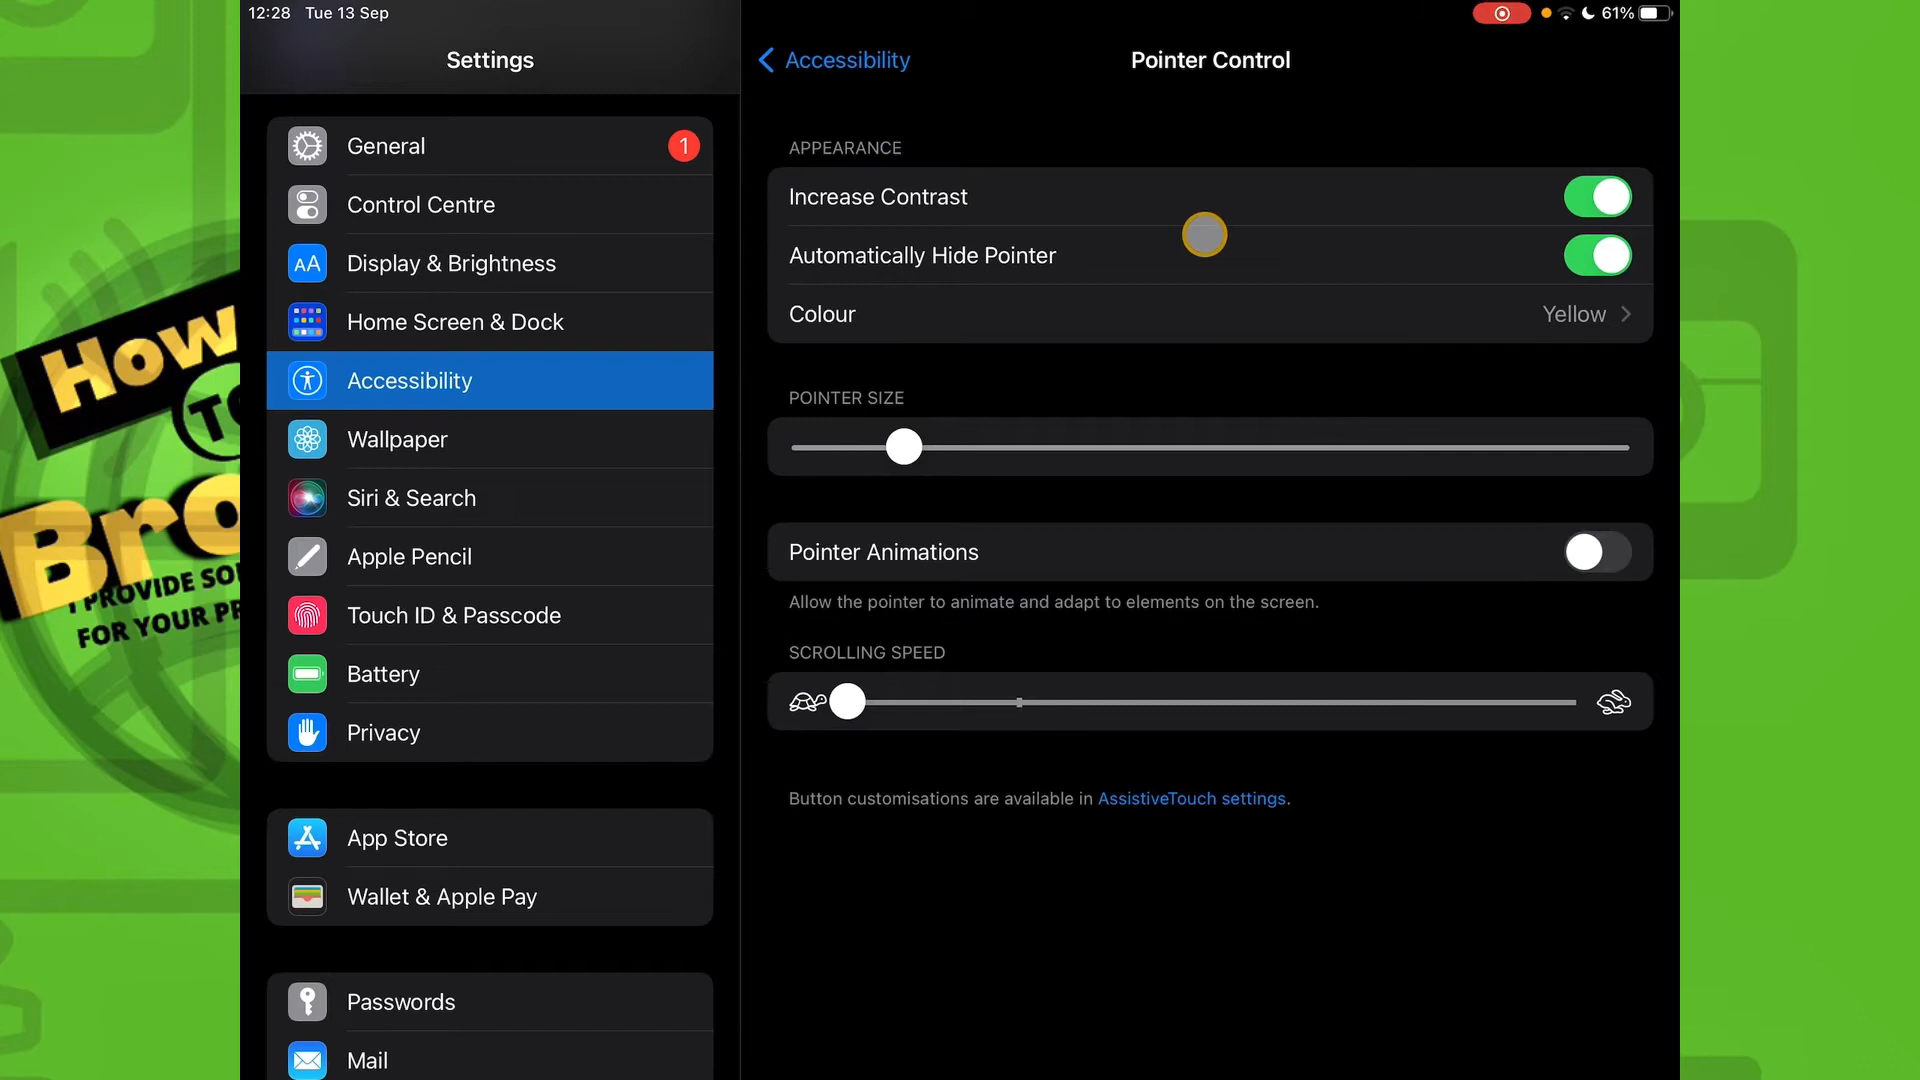 12:28 Tue 13 Sep
61%
Settings
Accessibility
Pointer Control
General
1
Control Centre
AA
Display & Brightness
Home Screen & Dock
Accessibility
Wallpaper
Siri & Search
Apple Pencil
Touch ID & Passcode
Battery
Privacy
App Store
Wallet & Apple Pay
Passwords
Mail
APPEARANCE
Increase Contrast
Automatically Hide Pointer
Colour
Yellow
POINTER SIZE
Pointer Animations
Allow the pointer to animate and adapt to elements on the screen.
SCROLLING SPEED
Button customisations are available in AssistiveTouch settings.
How
FOR YOUR